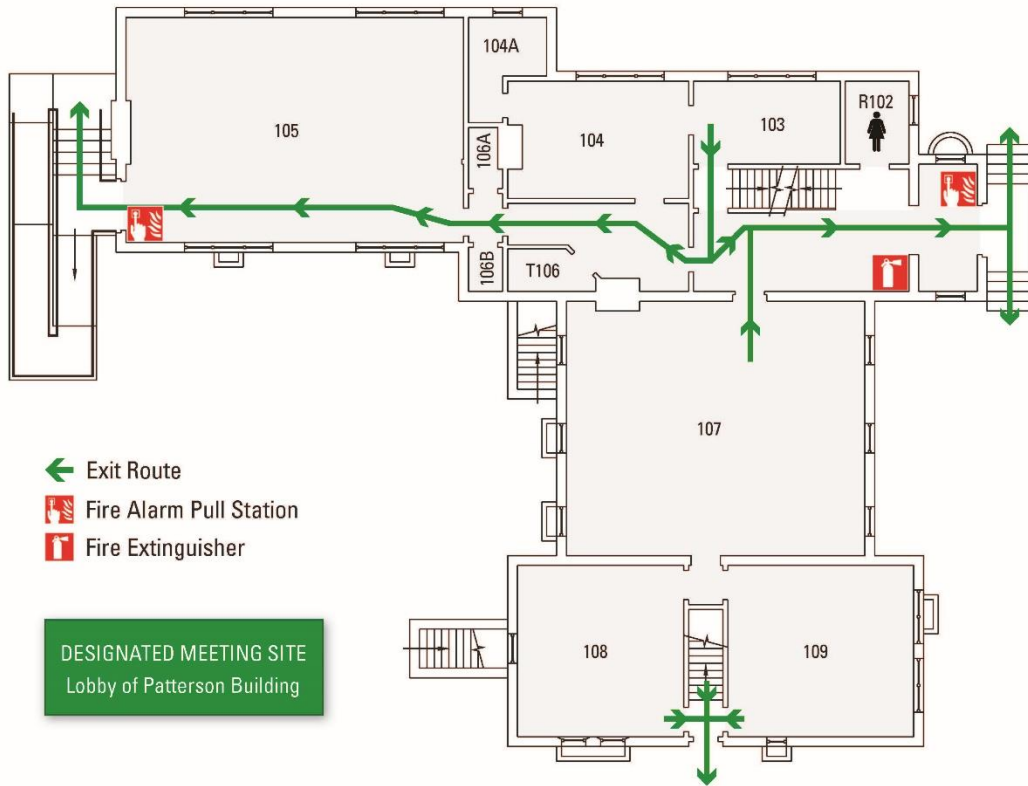 104A
105
106A
104
103
R102
106B
T106
107
Exit Route
Fire Alarm Pull Station
Fire Extinguisher
DESIGNATED MEETING SITE
Lobby of Patterson Building
108
109